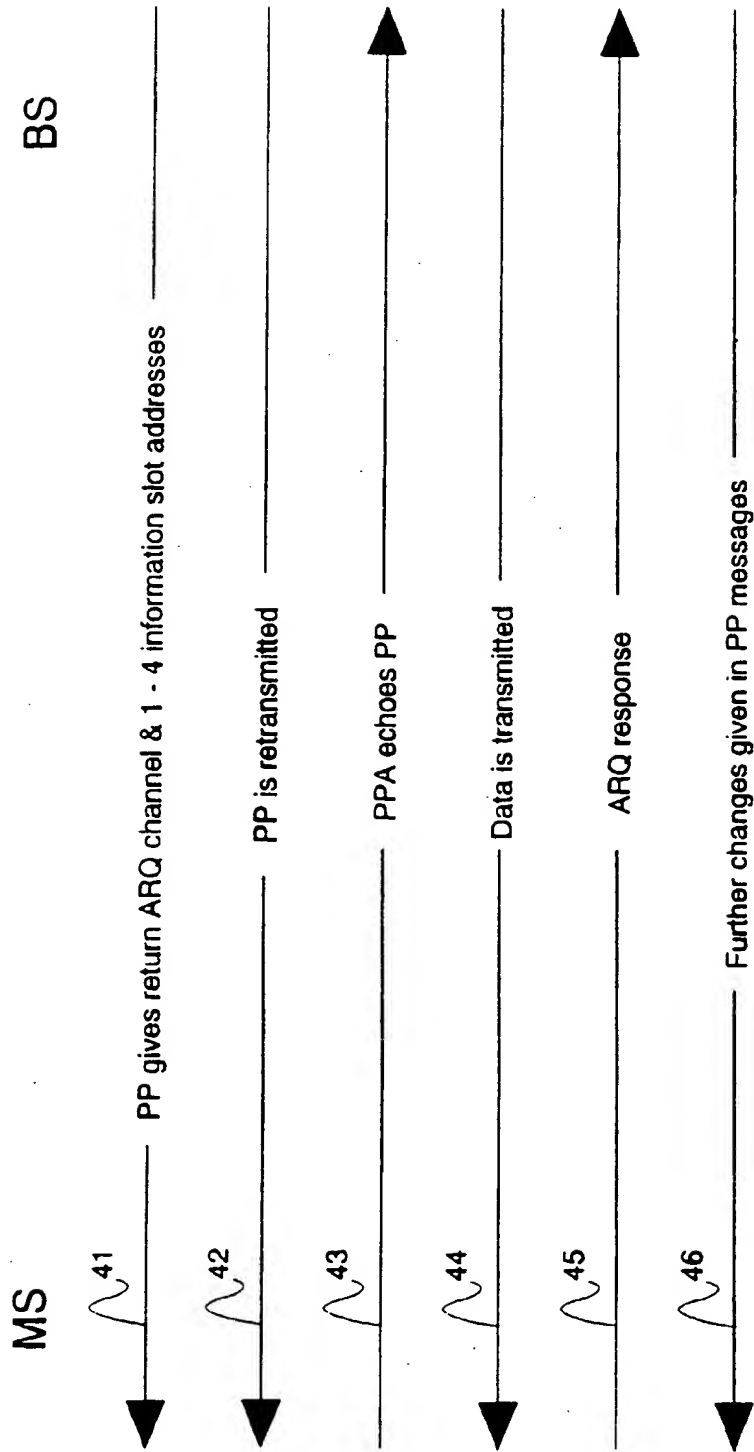 MS BS
41 PP gives return ARQ channel & 1 - 4 information slot addresses
42 PP is retransmitted
43 PPA echoes PP
44 Data is transmitted
45 ARQ response
46 Further changes given in PP messages